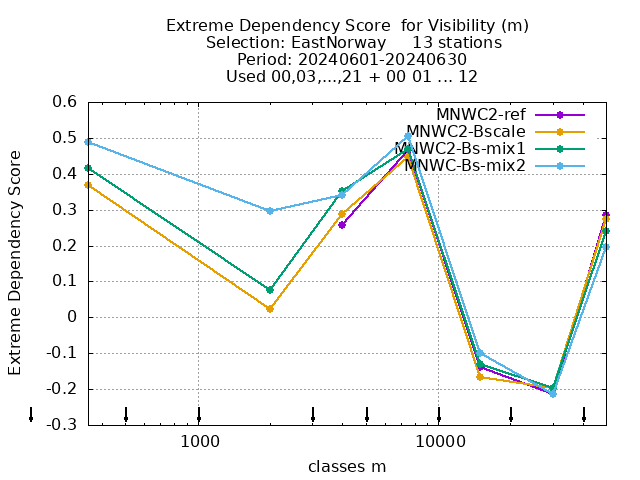 Extreme Dependency Score  for Visibility (m)
Selection: EastNorway     13 stations
Period: 20240601-20240630
Used 00,03,...,21 + 00 01 ... 12
MNWC2-ref
MNWC2-Bscale
MNWC2-Bs-mix1
MNWC-Bs-mix2
Extreme Dependency Score
0.6
0.5
0.4
0.3
0.2
0.1
0
-0.1
-0.2
-0.3
1000
10000
classes m